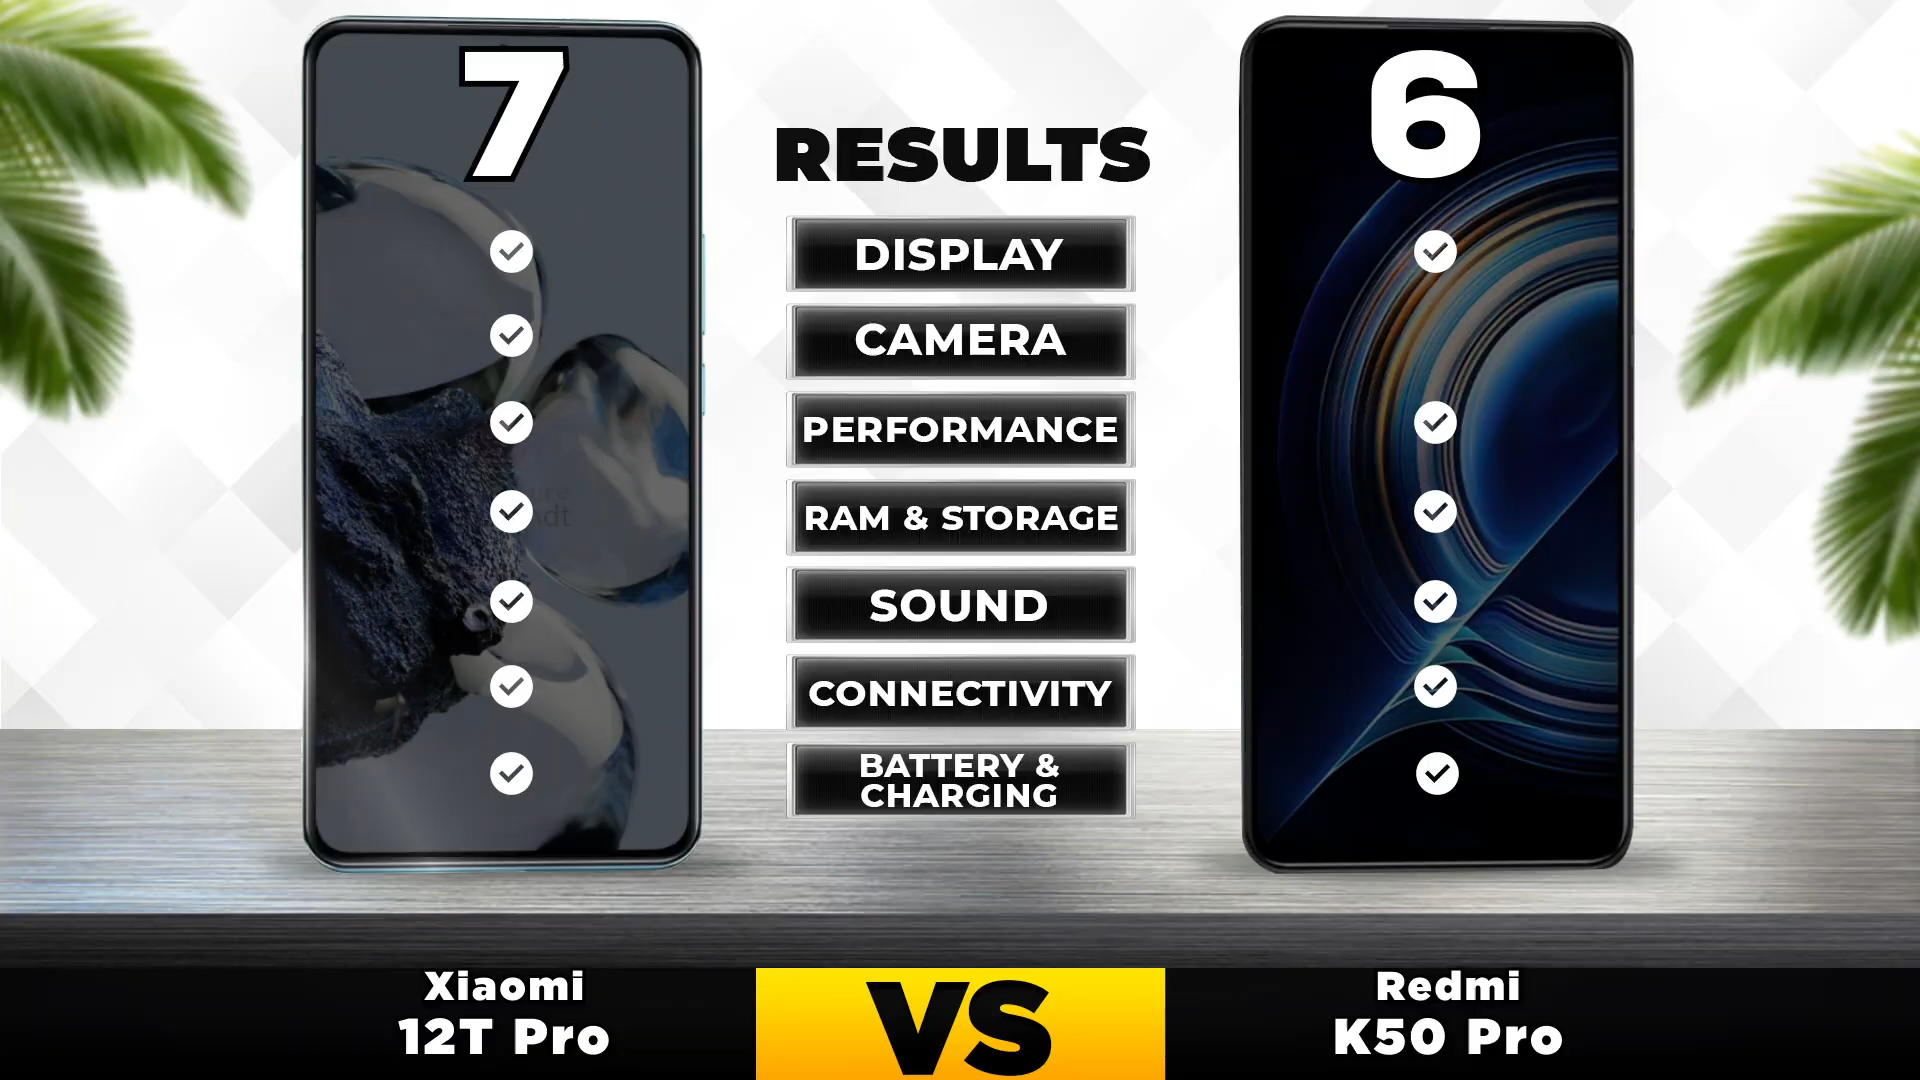 7
6
RESULTS
DISPLAY
CAMERA
PERFORMANCE
RAM & STORAGE
SOUND
CONNECTIVITY
BATTERY &
CHARGING
Xiaomi
12T Pro
VS
Redmi
K50 Pro